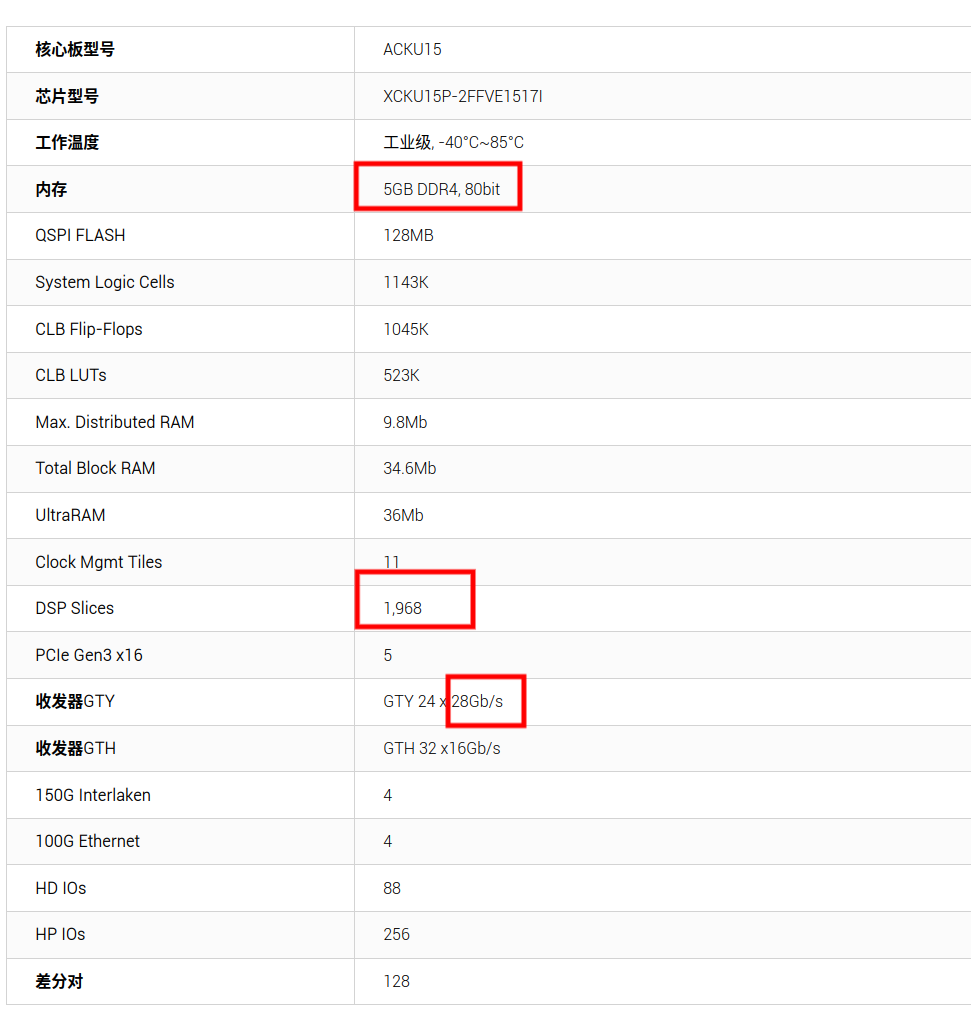 核心板型号 ACKU15
芯片型号 XCKU15P-2FFVE1517I
工作温度 工业级, -40°C~85°C
内存 5GB DDR4, 80bit
QSPI FLASH 128MB
System Logic Cells 1143K
CLB Flip-Flops 1045K
CLB LUTs 523K
Max. Distributed RAM 9.8Mb
Total Block RAM 34.6Mb
UltraRAM 36Mb
Clock Mgmt Tiles 11
DSP Slices 1,968
PCIe Gen3 x16 5
收发器GTY GTY 24 x 28Gb/s
收发器GTH GTH 32 x16Gb/s
150G Interlaken 4
100G Ethernet 4
HD IOs 88
HP IOs 256
差分对 128